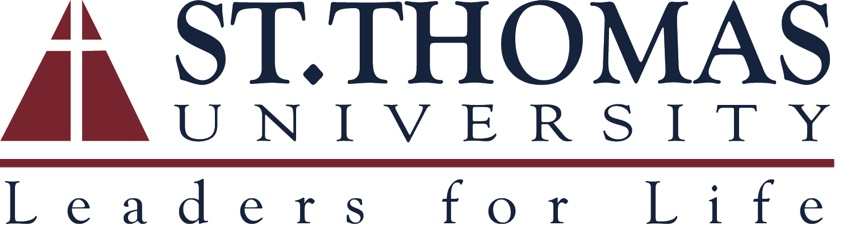 ST. THOMAS
UNIVERSITY
Leaders for Life